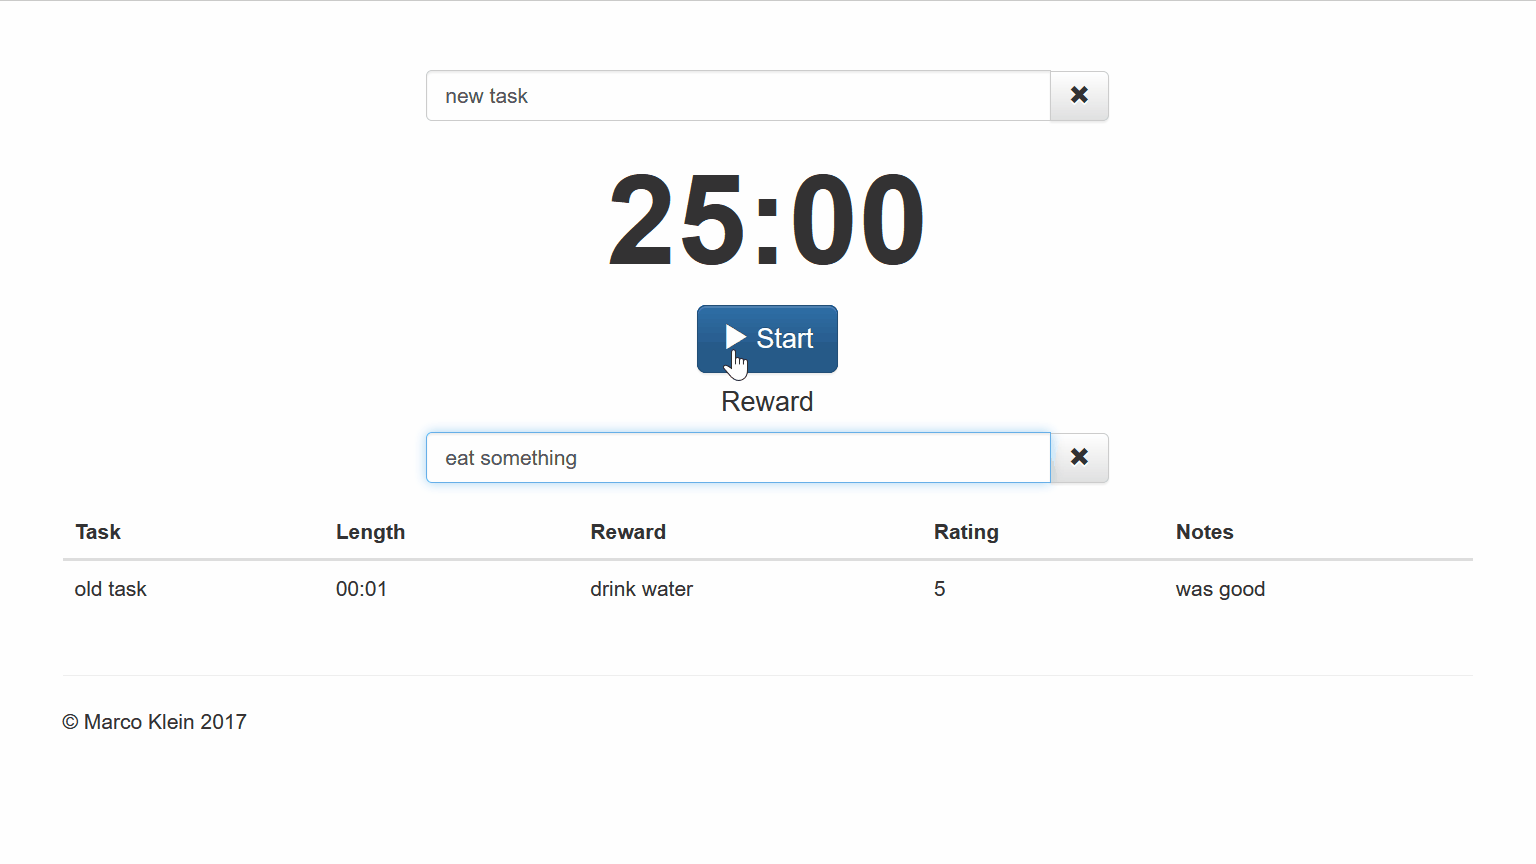 new task
25:00
Start
Reward
eat something
Task Length Reward Rating Notes
old task 00:01 drink water 5 was good
© Marco Klein 2017